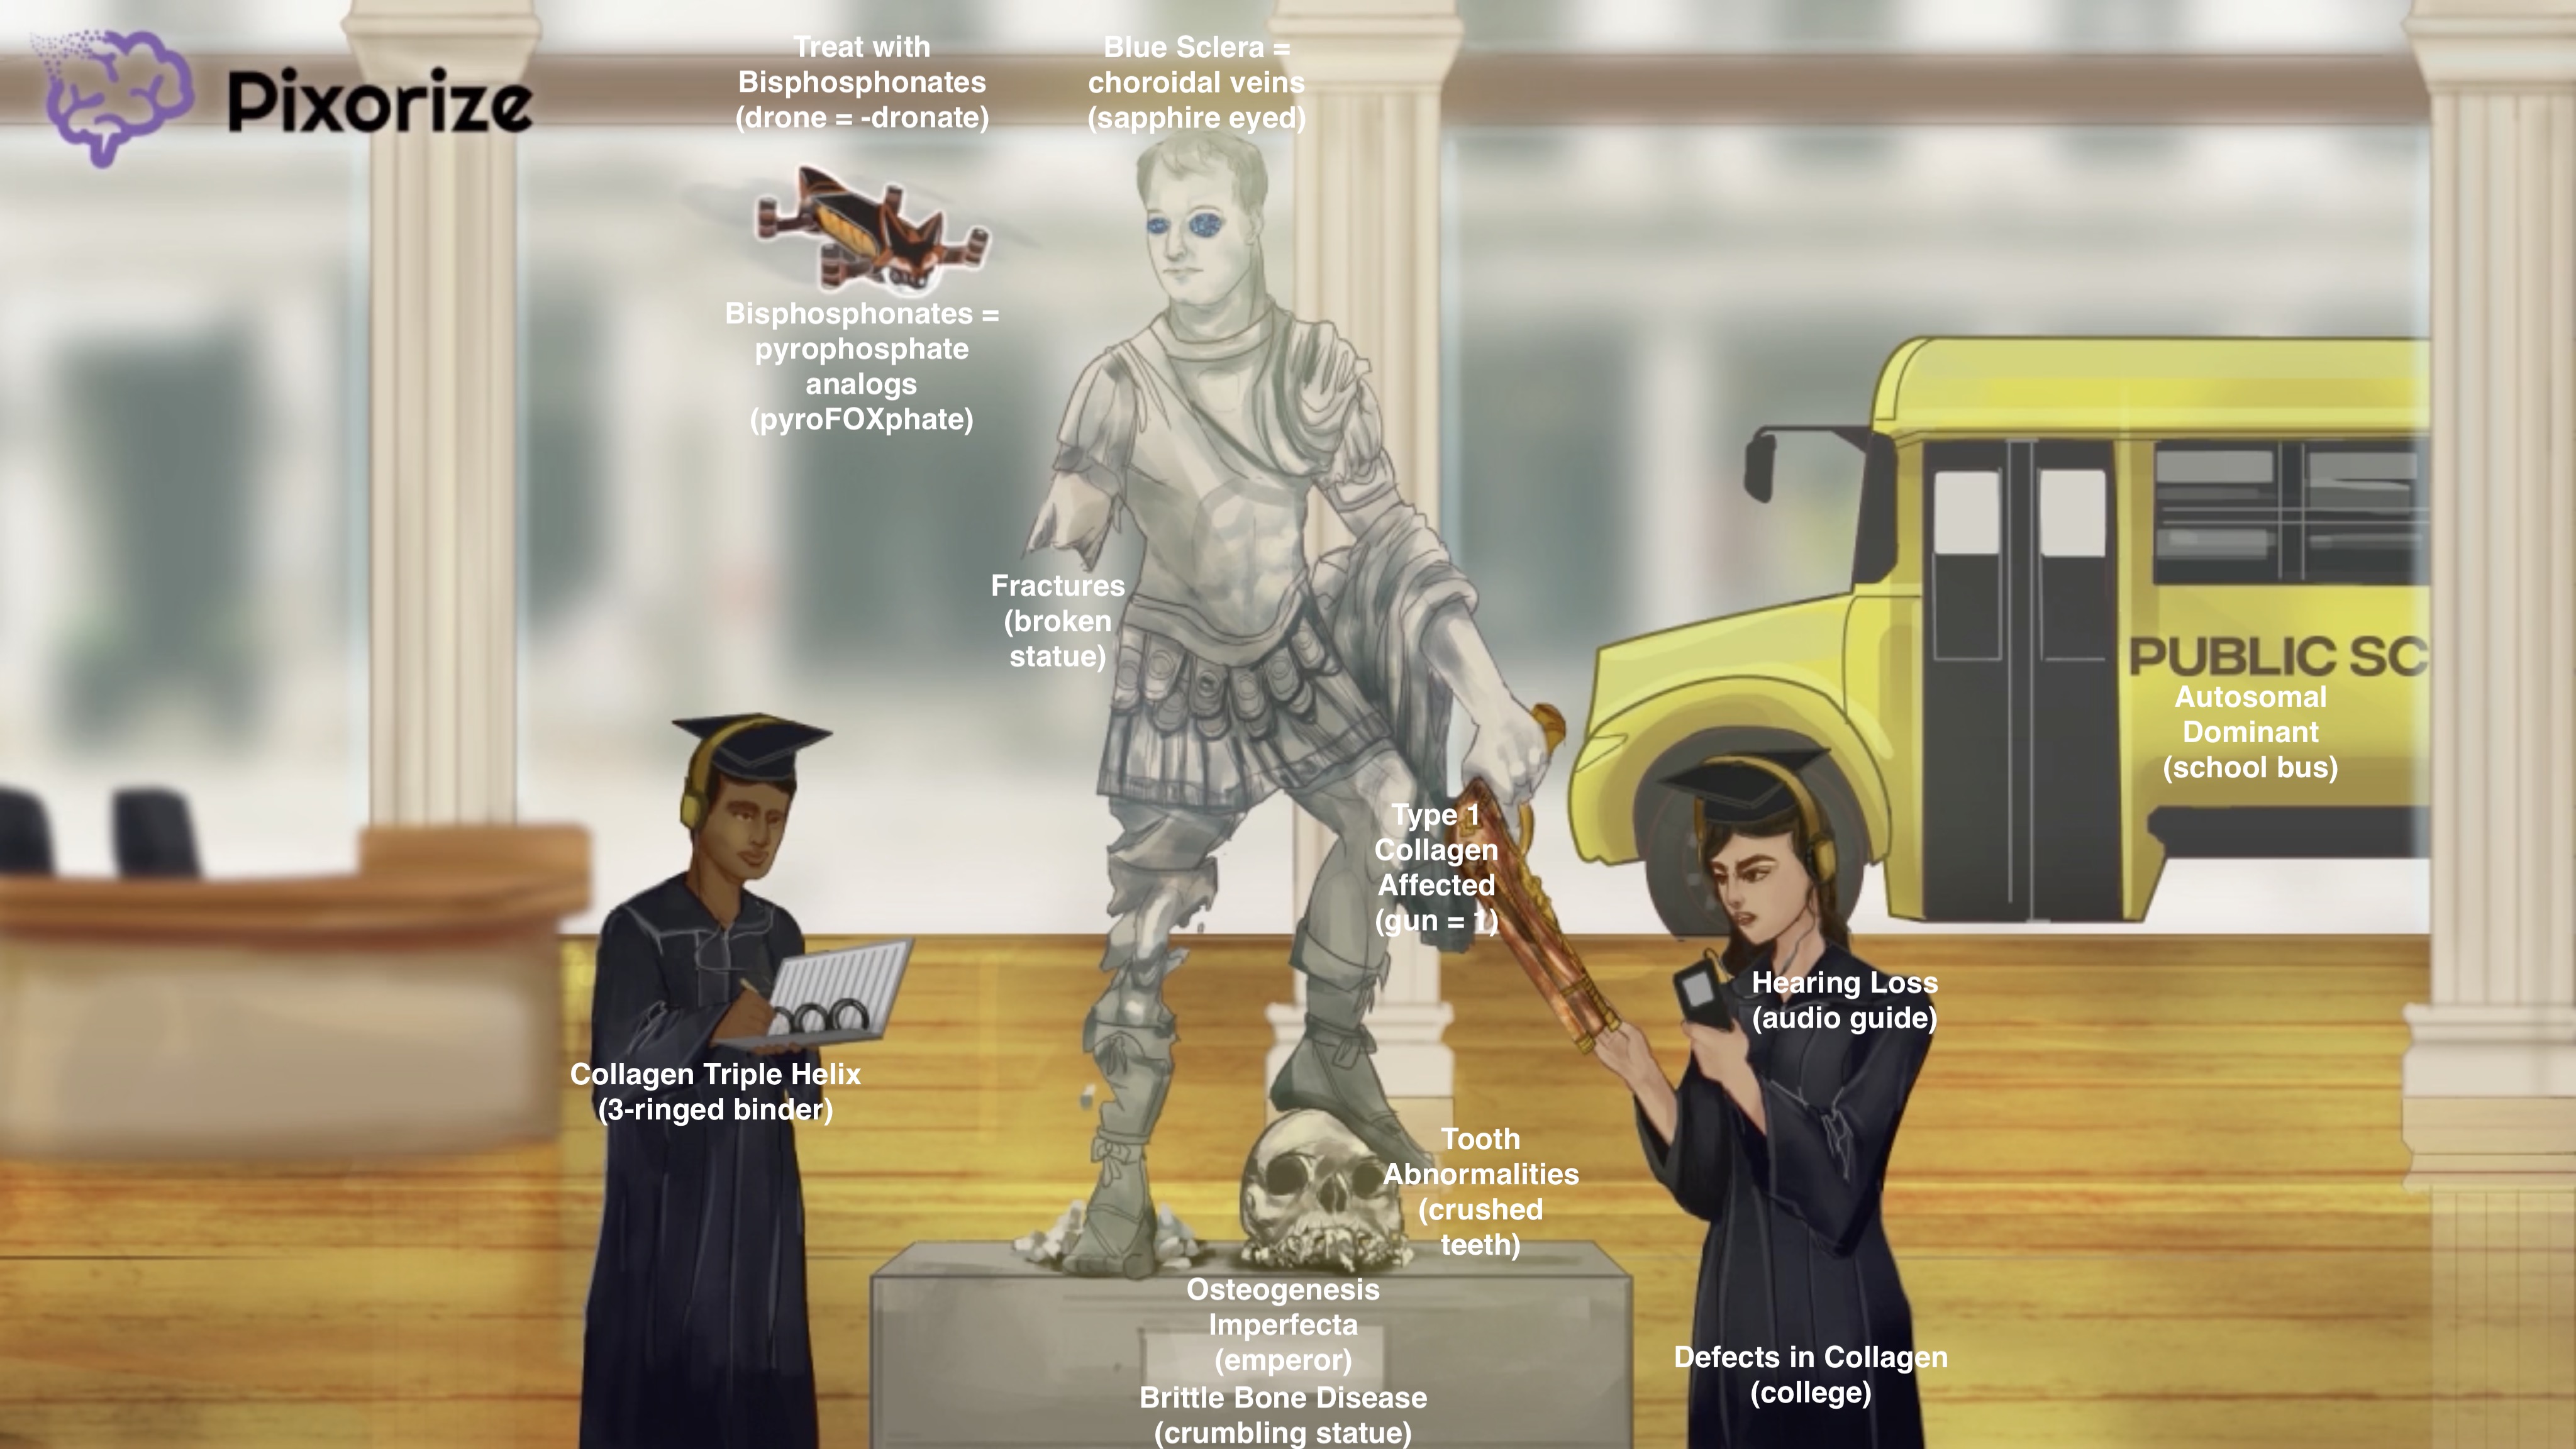 Pixorize
Treat with
Bisphosphonates
(drone = -dronate)
Blue Sclera =
choroidal veins
(sapphire eyed)
Bisphosphonates =
pyrophosphate
analogs
(pyroFOXphate)
Fractures
(broken
statue)
PUBLIC SC
Autosomal
Dominant
(school bus)
Type 1
Collagen
Affected
(gun = 1)
Hearing Loss
(audio guide)
Collagen Triple Helix
(3-ringed binder)
Tooth
Abnormalities
(crushed
teeth)
Osteogenesis
Imperfecta
(emperor)
Brittle Bone Disease
(crumbling statue)
Defects in Collagen
(college)